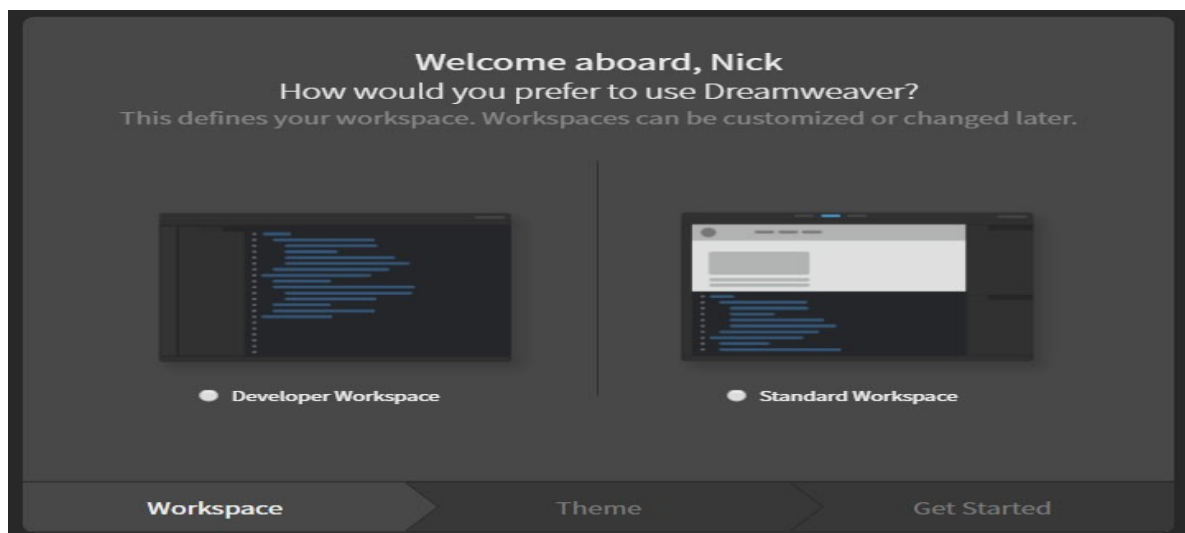 Welcome aboard, Nick
How would you prefer to use Dreamweaver?
This defines your workspace. Workspaces can be customized or changed later.
Developer Workspace
Standard Workspace
Workspace
Theme
Get Started